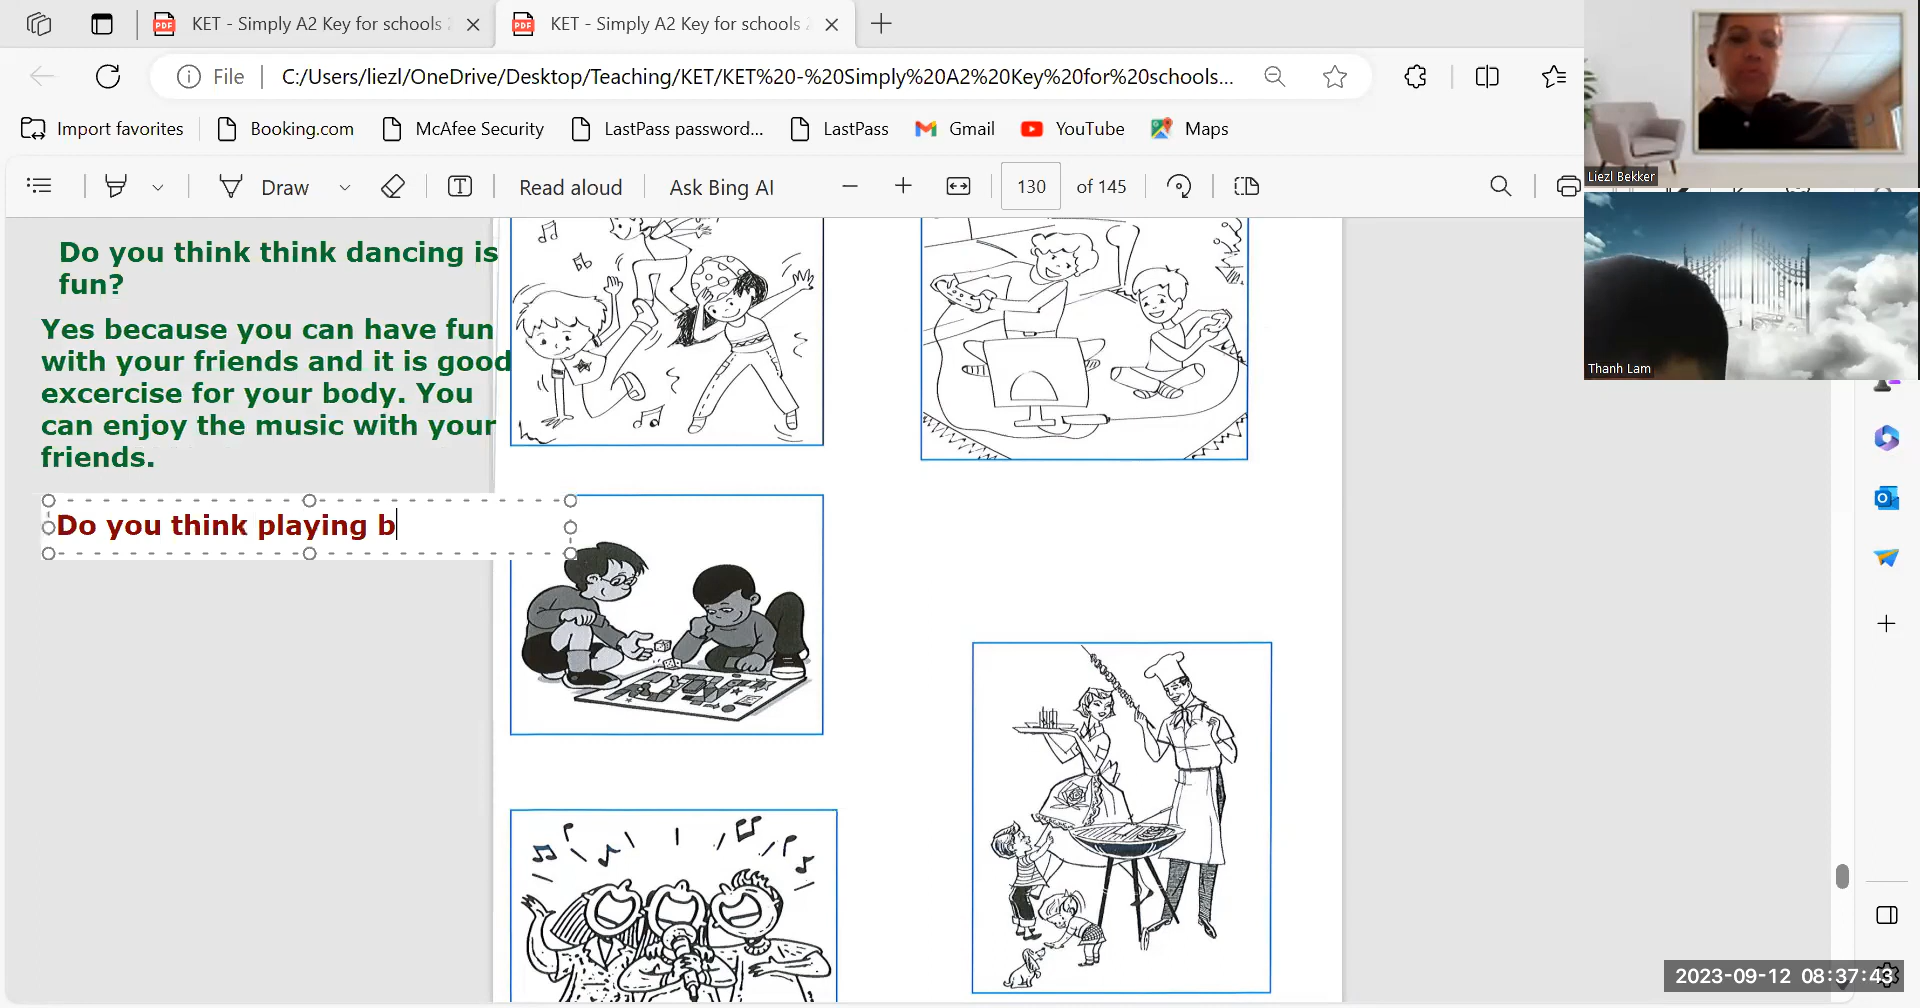 KET - Simply A2 Key for schools
KET - Simply A2 Key for schools
File
C:/Users/liezl/OneDrive/Desktop/Teaching/KET/KET%20-%20Simply%20A2%20Key%20for%20schools...
Import favorites
Booking.com
McAfee Security
LastPass password...
LastPass
Gmail
YouTube
Maps
Draw
Read aloud
Ask Bing AI
130
of 145
Liezl Bekker
Thanh Lam
Do you think think dancing is
fun?
Yes because you can have fun
with your friends and it is good
excercise for your body. You
can enjoy the music with your
friends.
Do you think playing b
2023-09-12 08:37:43